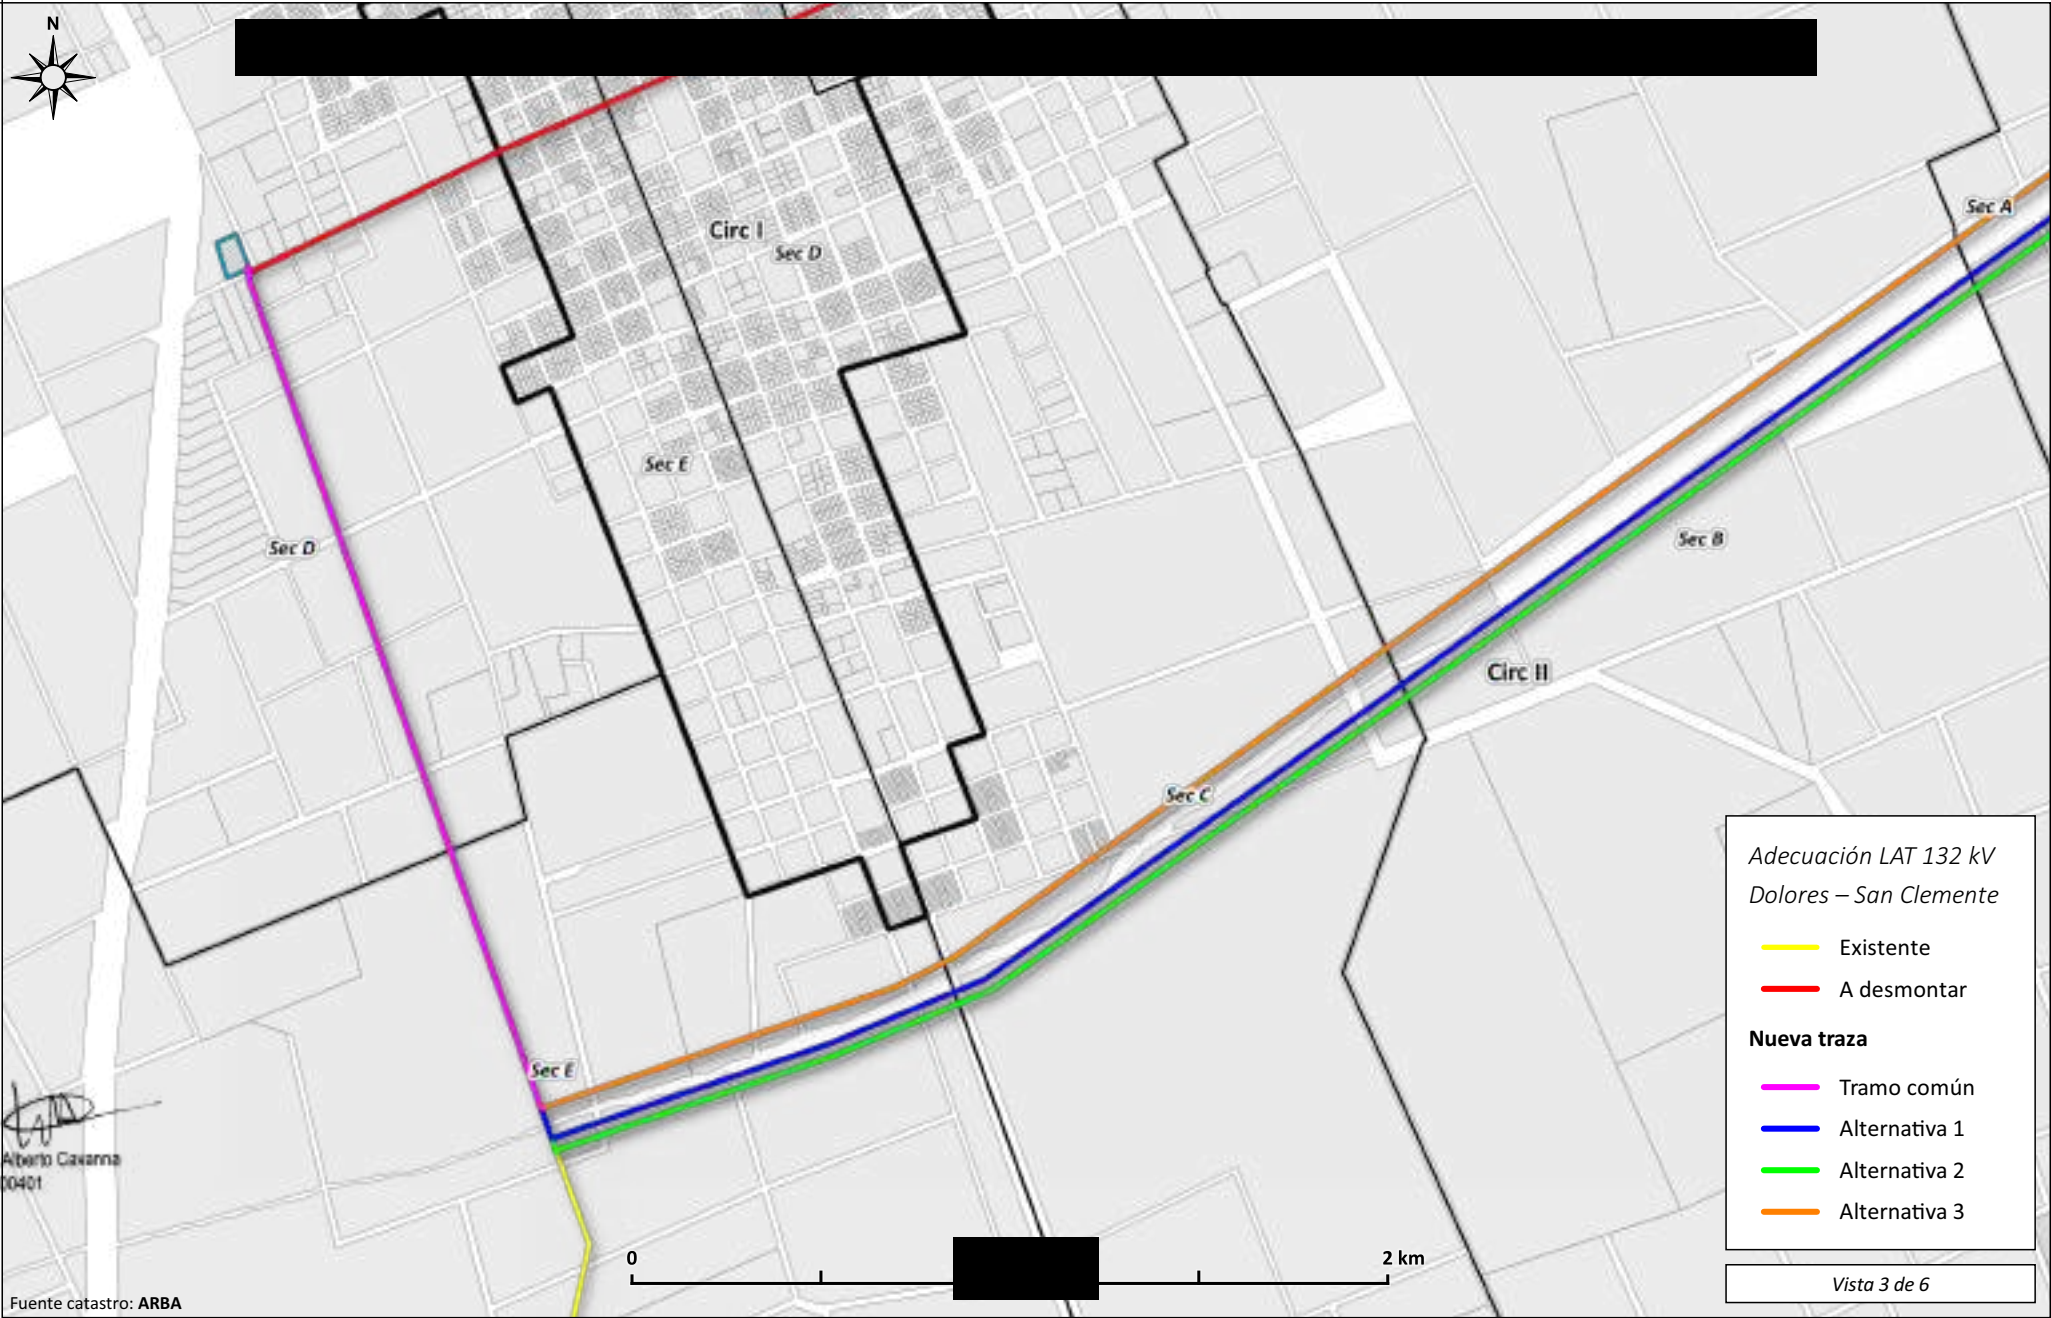 N
Circ I
Sec D
Sec A
Sec E
Sec D
Sec B
Circ II
Sec C
Sec E
Adecuación LAT 132 kV
Dolores – San Clemente
Existente
A desmontar
Nueva traza
Tramo común
Alternativa 1
Alternativa 2
Alternativa 3
Alberto Cavanna
00401
0
2 km
Vista 3 de 6
Fuente catastro: ARBA